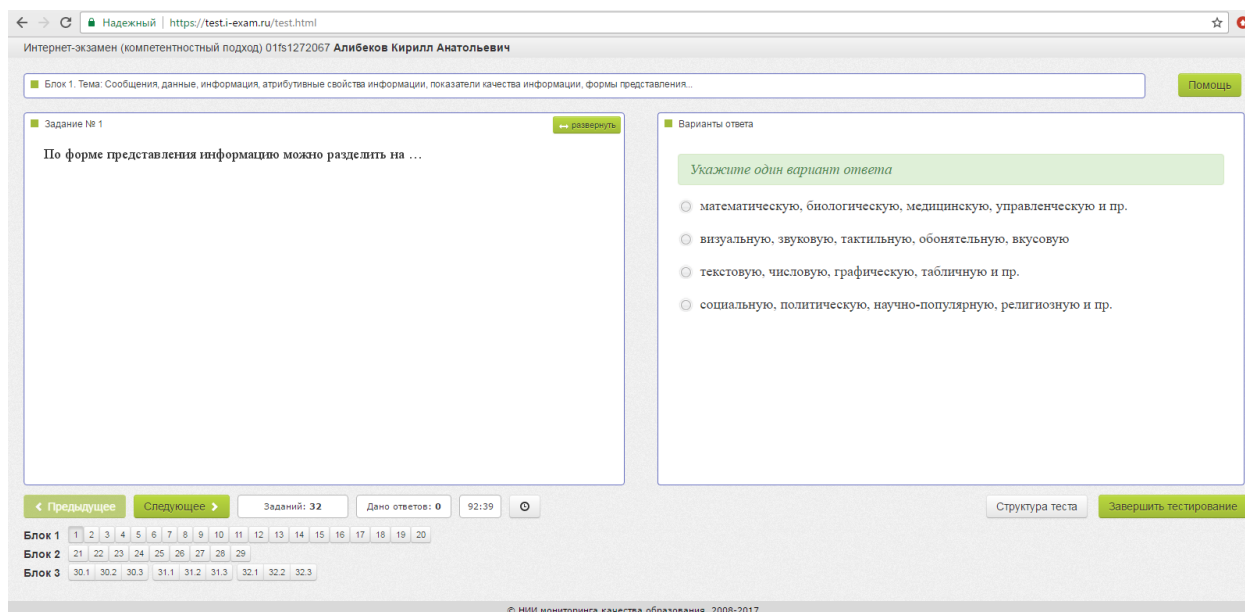 Надежный | https://test.i-exam.ru/test.html
Интернет-экзамен (компетентностный подход) 01fs1272067 Алибеков Кирилл Анатольевич
Блок 1. Тема: Сообщения, данные, информация, атрибутивные свойства информации, показатели качества информации, формы представления...
Помощь
Задание № 1
развернуть
По форме представления информацию можно разделить на …
Варианты ответа
Укажите один вариант ответа
математическую, биологическую, медицинскую, управленческую и пр.
визуальную, звуковую, тактильную, обонятельную, вкусовую
текстовую, числовую, графическую, табличную и пр.
социальную, политическую, научно-популярную, религиозную и пр.
Предыдущее Следующее Заданий: 32 Дано ответов: 0 92:39 Структура теста Завершить тестирование
Блок 1 1 2 3 4 5 6 7 8 9 10 11 12 13 14 15 16 17 18 19 20
Блок 2 21 22 23 24 25 26 27 28 29
Блок 3 30.1 30.2 30.3 31.1 31.2 31.3 32.1 32.2 32.3
© НИИ мониторинга качества образования, 2008-2017